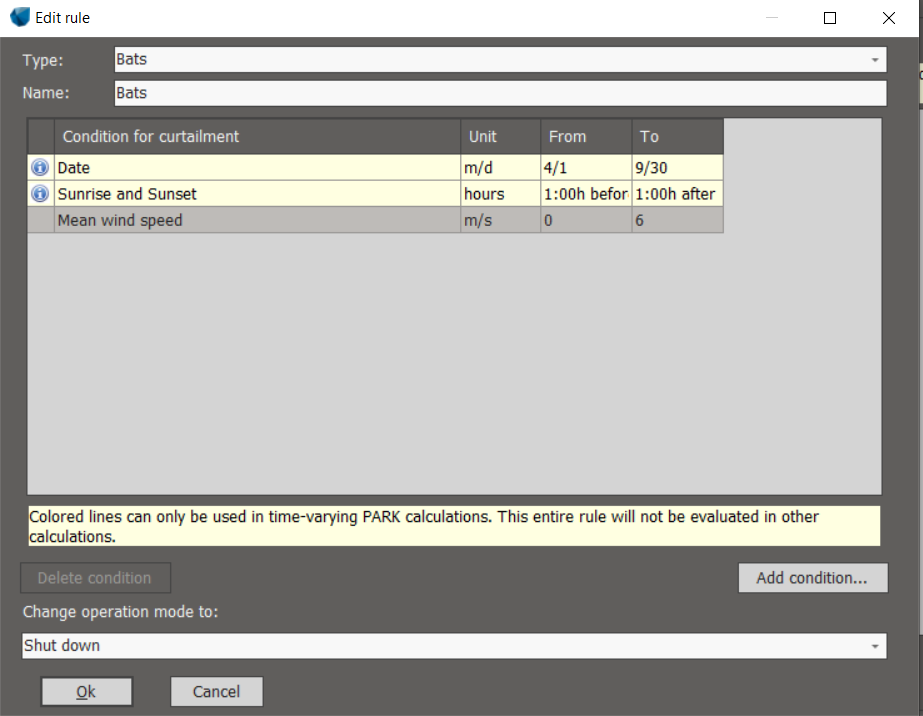 Edit rule
Type: Bats
Name: Bats
Condition for curtailment Unit From To
Date m/d 4/1 9/30
Sunrise and Sunset hours 1:00h befor 1:00h after
Mean wind speed m/s 0 6
Colored lines can only be used in time-varying PARK calculations. This entire rule will not be evaluated in other
calculations.
Delete condition Add condition...
Change operation mode to:
Shut down
Ok Cancel